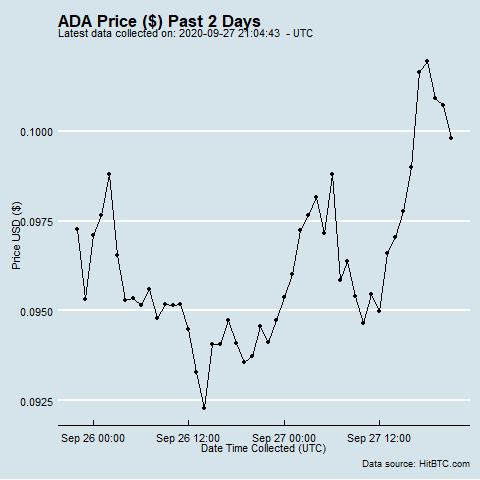 ADA Price ($) Past 2 Days
Latest data collected on: 2020-09-27 21:04:43  - UTC
0.1000
0.0975
0.0950
0.0925
Price USD ($)
Sep 26 00:00
Sep 26 12:00
Sep 27 00:00
Sep 27 12:00
Date Time Collected (UTC)
Data source: HitBTC.com